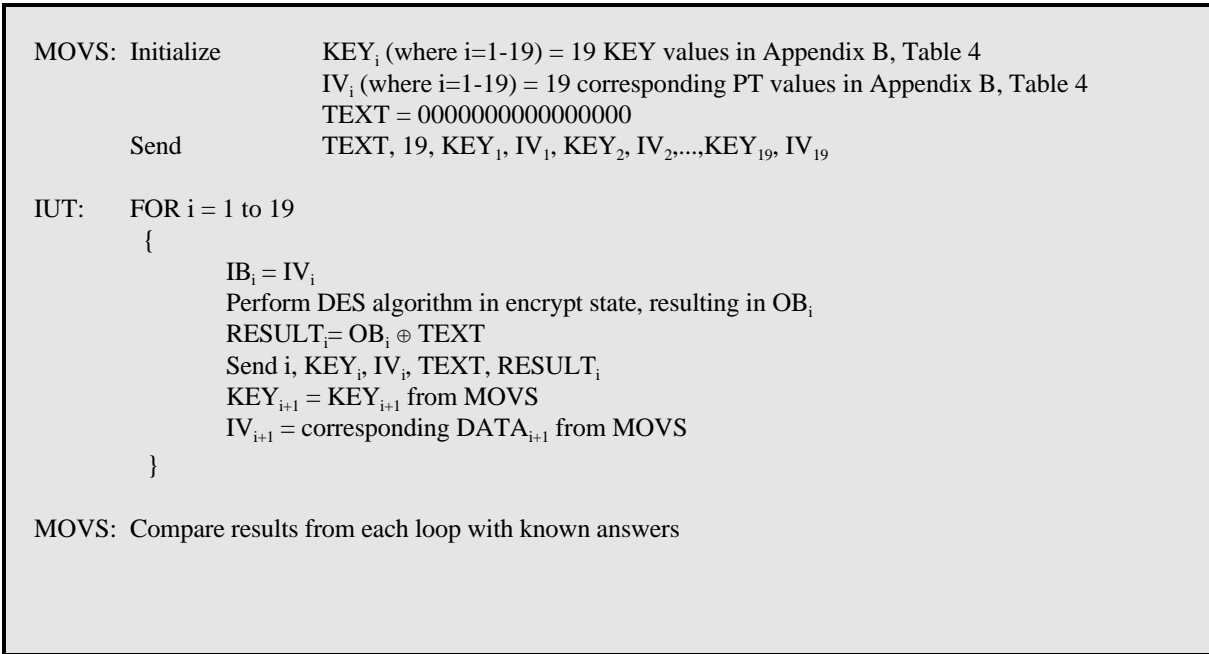 MOVS: Initialize KEYᵢ (where i=1-19) = 19 KEY values in Appendix B, Table 4
IVᵢ (where i=1-19) = 19 corresponding PT values in Appendix B, Table 4
TEXT = 0000000000000000
Send TEXT, 19, KEY₁, IV₁, KEY₂, IV₂,...,KEY₁₉, IV₁₉
IUT: FOR i = 1 to 19
{
IBᵢ = IVᵢ
Perform DES algorithm in encrypt state, resulting in OBᵢ
RESULTᵢ= OBᵢ ⊕ TEXT
Send i, KEYᵢ, IVᵢ, TEXT, RESULTᵢ
KEYᵢ₊₁ = KEYᵢ₊₁ from MOVS
IVᵢ₊₁ = corresponding DATAᵢ₊₁ from MOVS
}
MOVS: Compare results from each loop with known answers